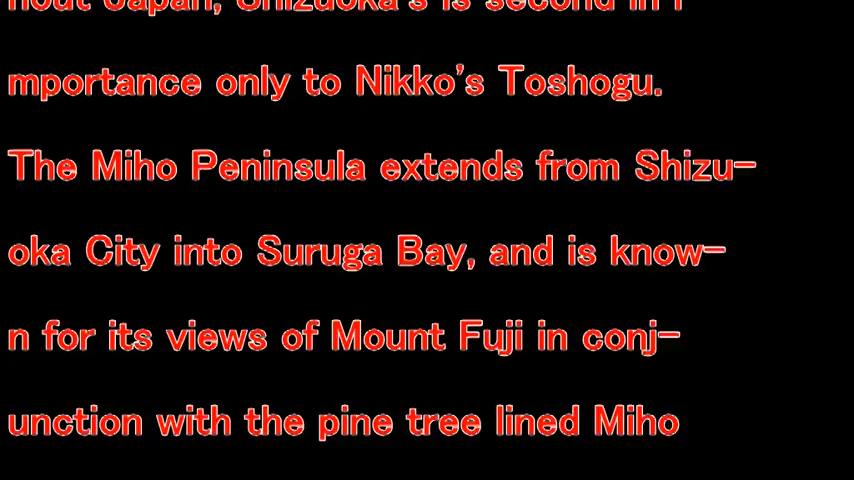 hout Japan, Shizuoka's is second in i
mportance only to Nikko's Toshogu.
The Miho Peninsula extends from Shizu-
oka City into Suruga Bay, and is know-
n for its views of Mount Fuji in conj-
unction with the pine tree lined Miho